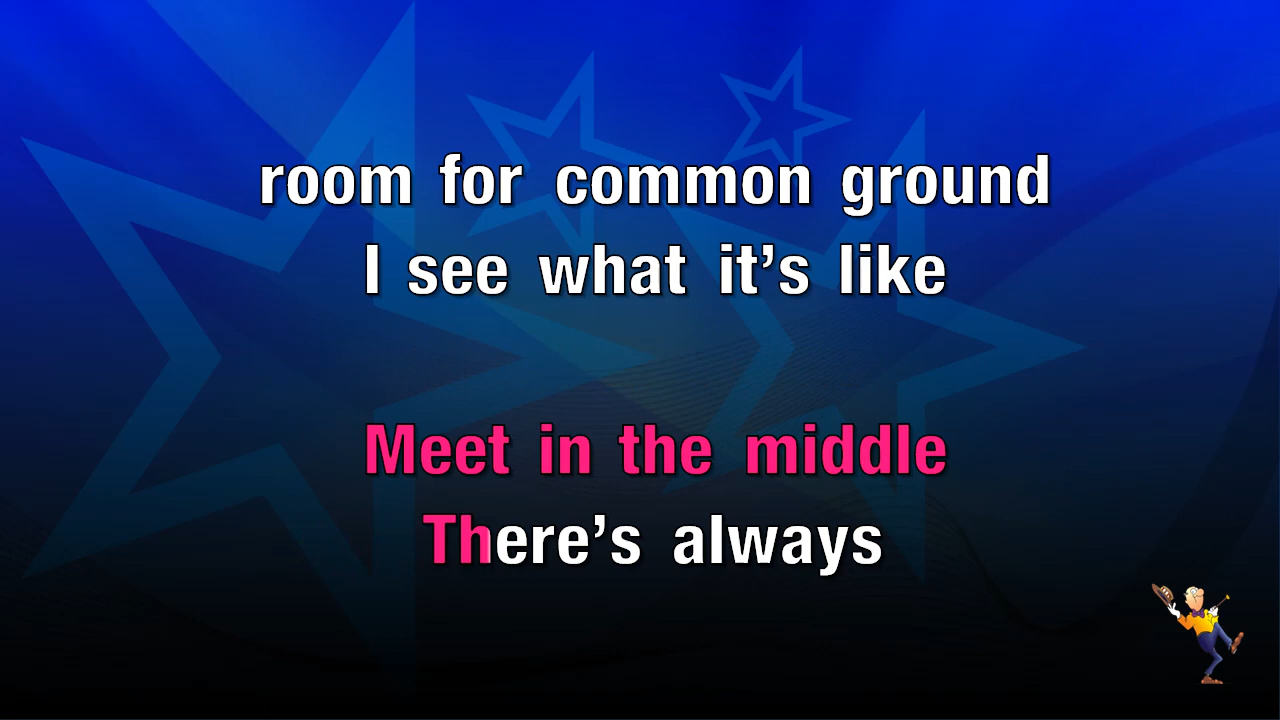 room for common ground
I see what it’s like
Meet in the middle
There’s always